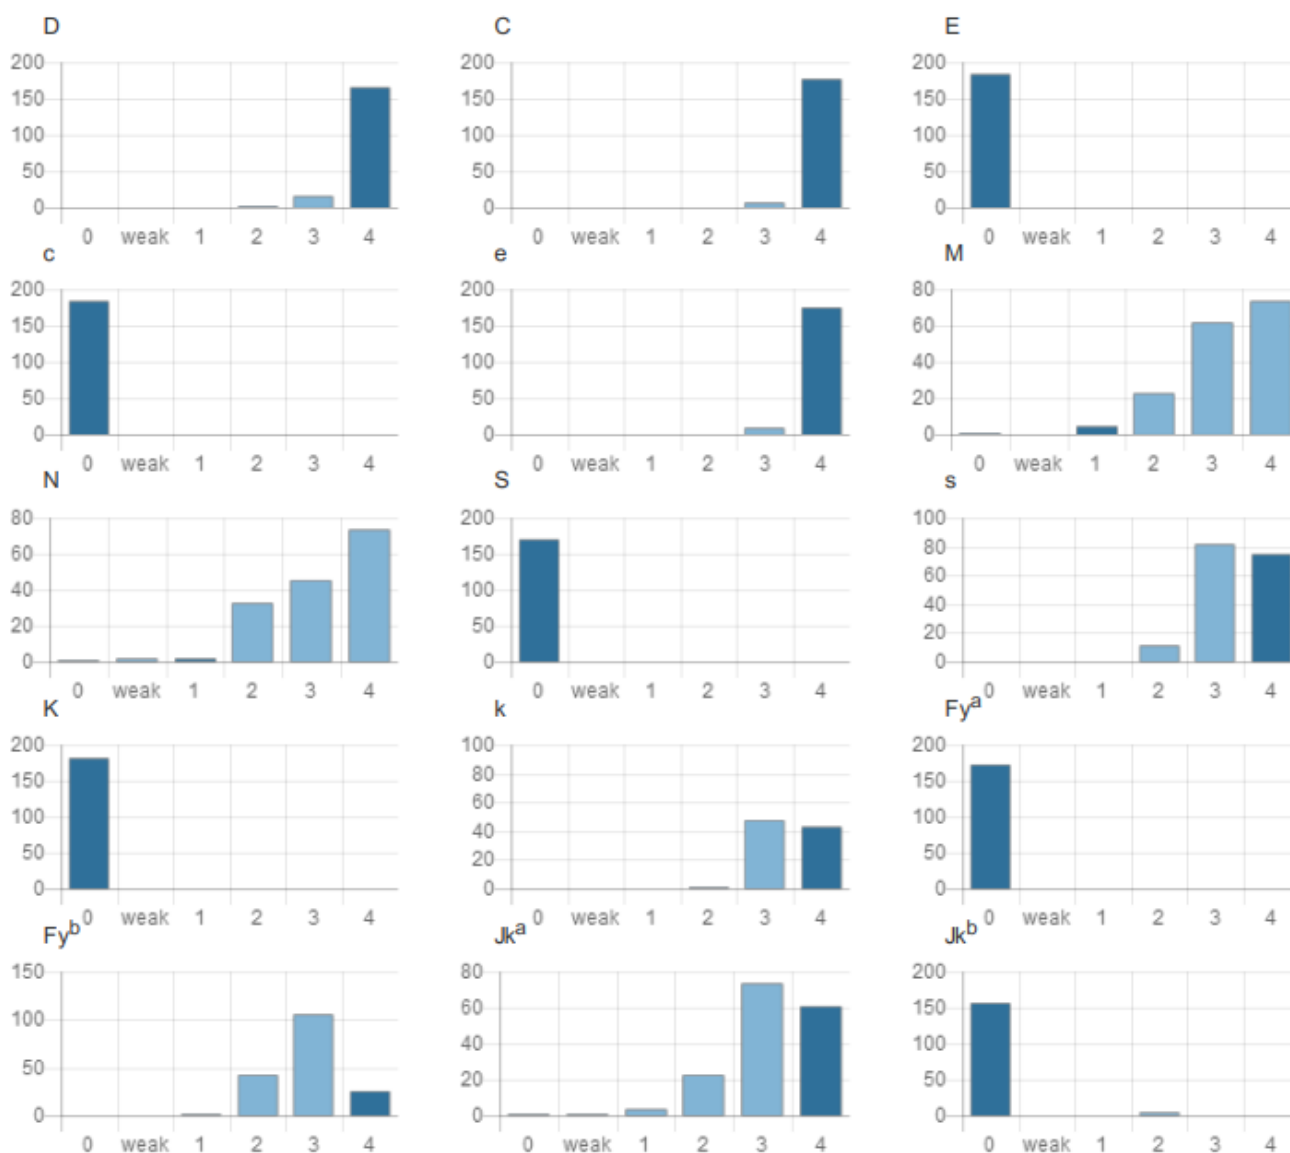 D C E
200 200 200
150 150 150
100 100 100
50 50 50
0 0 0
0 weak 1 2 3 4 0 weak 1 2 3 4 0 weak 1 2 3 4
c e M
200 200 80
150 150 60
100 100 40
50 50 20
0 0 0
0 weak 1 2 3 4 0 weak 1 2 3 4 0 weak 1 2 3 4
N S s
80 200 100
60 150 80
40 100 60
20 50 40
0 0 20
0
0 weak 1 2 3 4 0 weak 1 2 3 4 0 weak 1 2 3 4
K k Fyᵃ
200 100 200
150 80 150
100 60 100
50 40 50
0 20 0
0
0 weak 1 2 3 4 0 weak 1 2 3 4 0 weak 1 2 3 4
Fyᵇ Jkᵃ Jkᵇ
150 80 200
100 60 150
50 40 100
0 20 50
0 0
0 weak 1 2 3 4 0 weak 1 2 3 4 0 weak 1 2 3 4